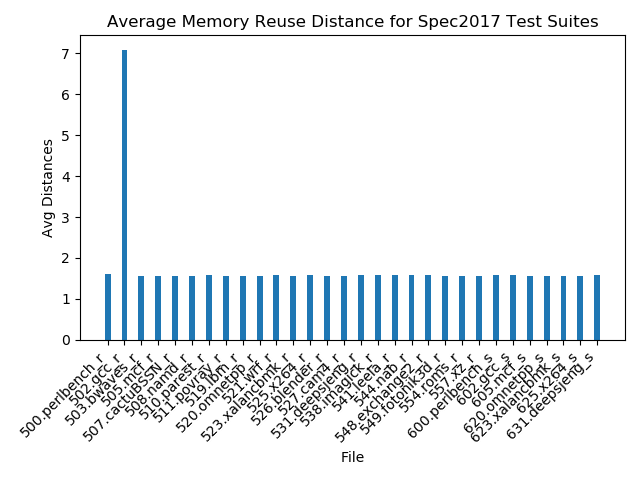 Average Memory Reuse Distance for Spec2017 Test Suites
Avg Distances
7
6
5
4
3
2
1
0
500.perlbench_r
502.gcc_r
503.bwaves_r
505.mcf_r
507.cactuBSSN_r
508.namd_r
510.parest_r
511.povray_r
519.lbm_r
520.omnetpp_r
521.wrf_r
523.xalancbmk_r
525.x264_r
526.blender_r
527.cam4_r
531.deepsjeng_r
538.imagick_r
541.leela_r
544.nab_r
548.exchange2_r
549.fotonik3d_r
554.roms_r
557.xz_r
600.perlbench_s
602.gcc_s
605.mcf_s
620.omnetpp_s
623.xalancbmk_s
625.x264_s
631.deepsjeng_s
File